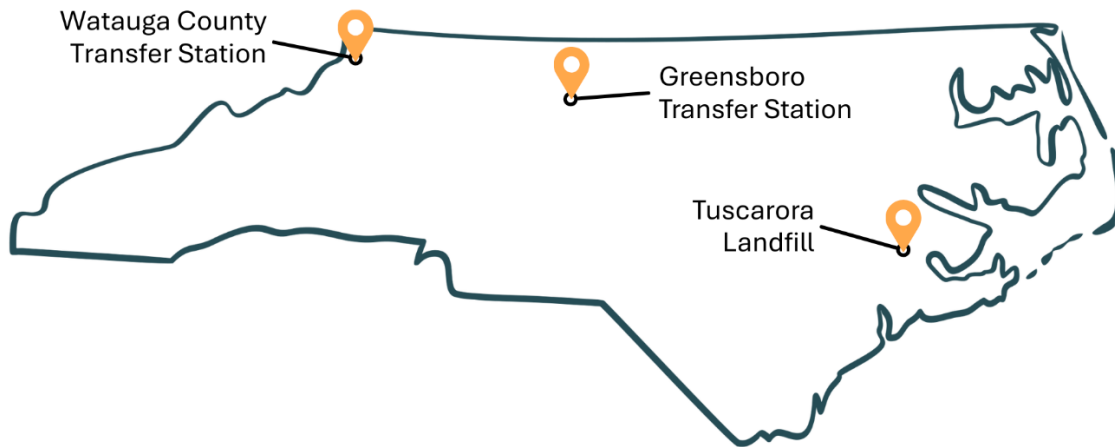 Watauga County
Transfer Station
Greensboro
Transfer Station
Tuscarora
Landfill